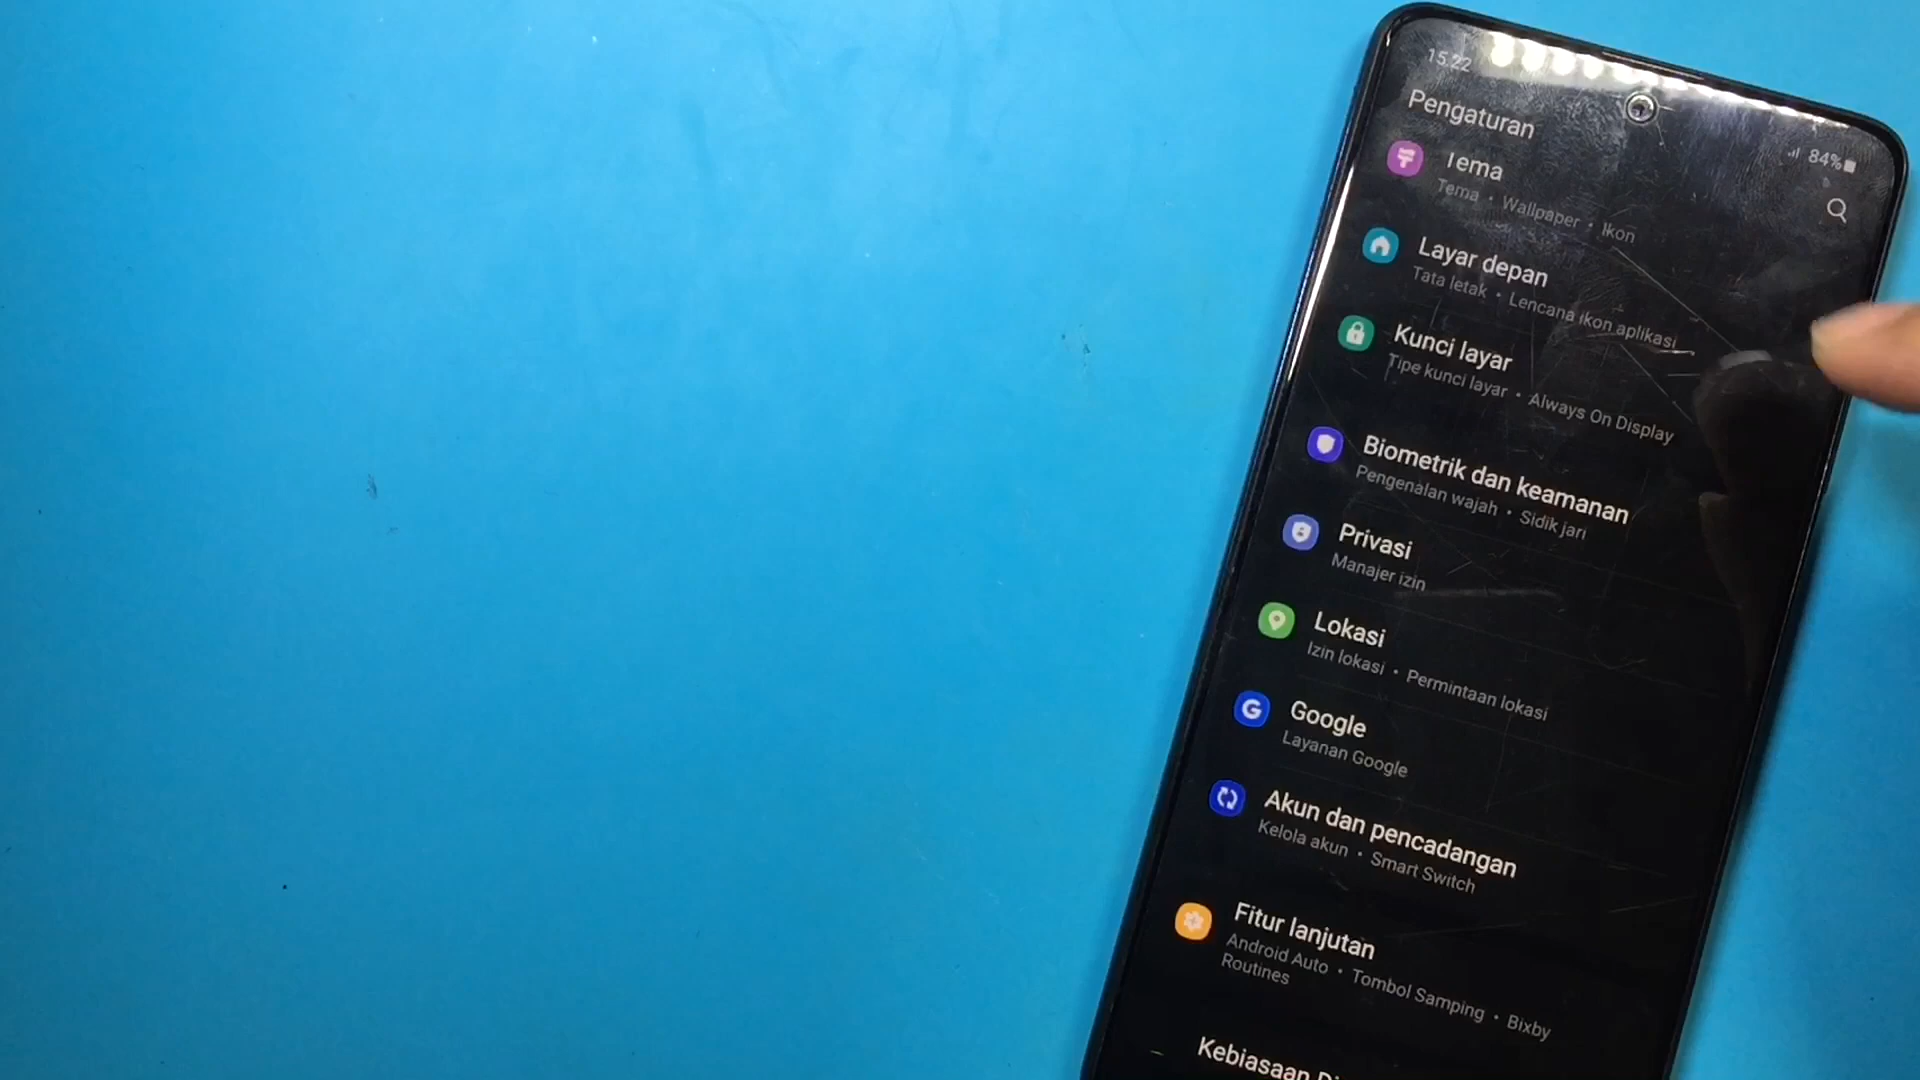 15.22
84%
Pengaturan
Tema
Tema • Wallpaper • Ikon
Layar depan
Tata letak • Lencana ikon aplikasi
Kunci layar
Tipe kunci layar • Always On Display
Biometrik dan keamanan
Pengenalan wajah • Sidik jari
Privasi
Manajer izin
Lokasi
Izin lokasi • Permintaan lokasi
G
Google
Layanan Google
Akun dan pencadangan
Kelola akun • Smart Switch
Fitur lanjutan
Android Auto • Tombol Samping • Bixby
Routines
Kebiasaan